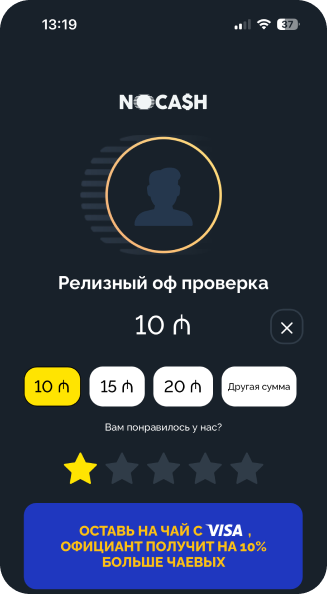 13:19
37
NOCA$H
Релизный оф проверка
10 ₼
10 ₼
15 ₼
20 ₼
Другая сумма
Вам понравилось у нас?
ОСТАВЬ НА ЧАЙ С VISA ,
ОФИЦИАНТ ПОЛУЧИТ НА 10%
БОЛЬШЕ ЧАЕВЫХ